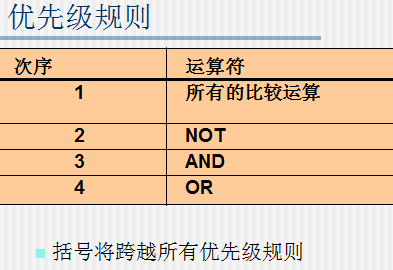 优先级规则
次序 运算符
1 所有的比较运算
2 NOT
3 AND
4 OR
括号将跨越所有优先级规则